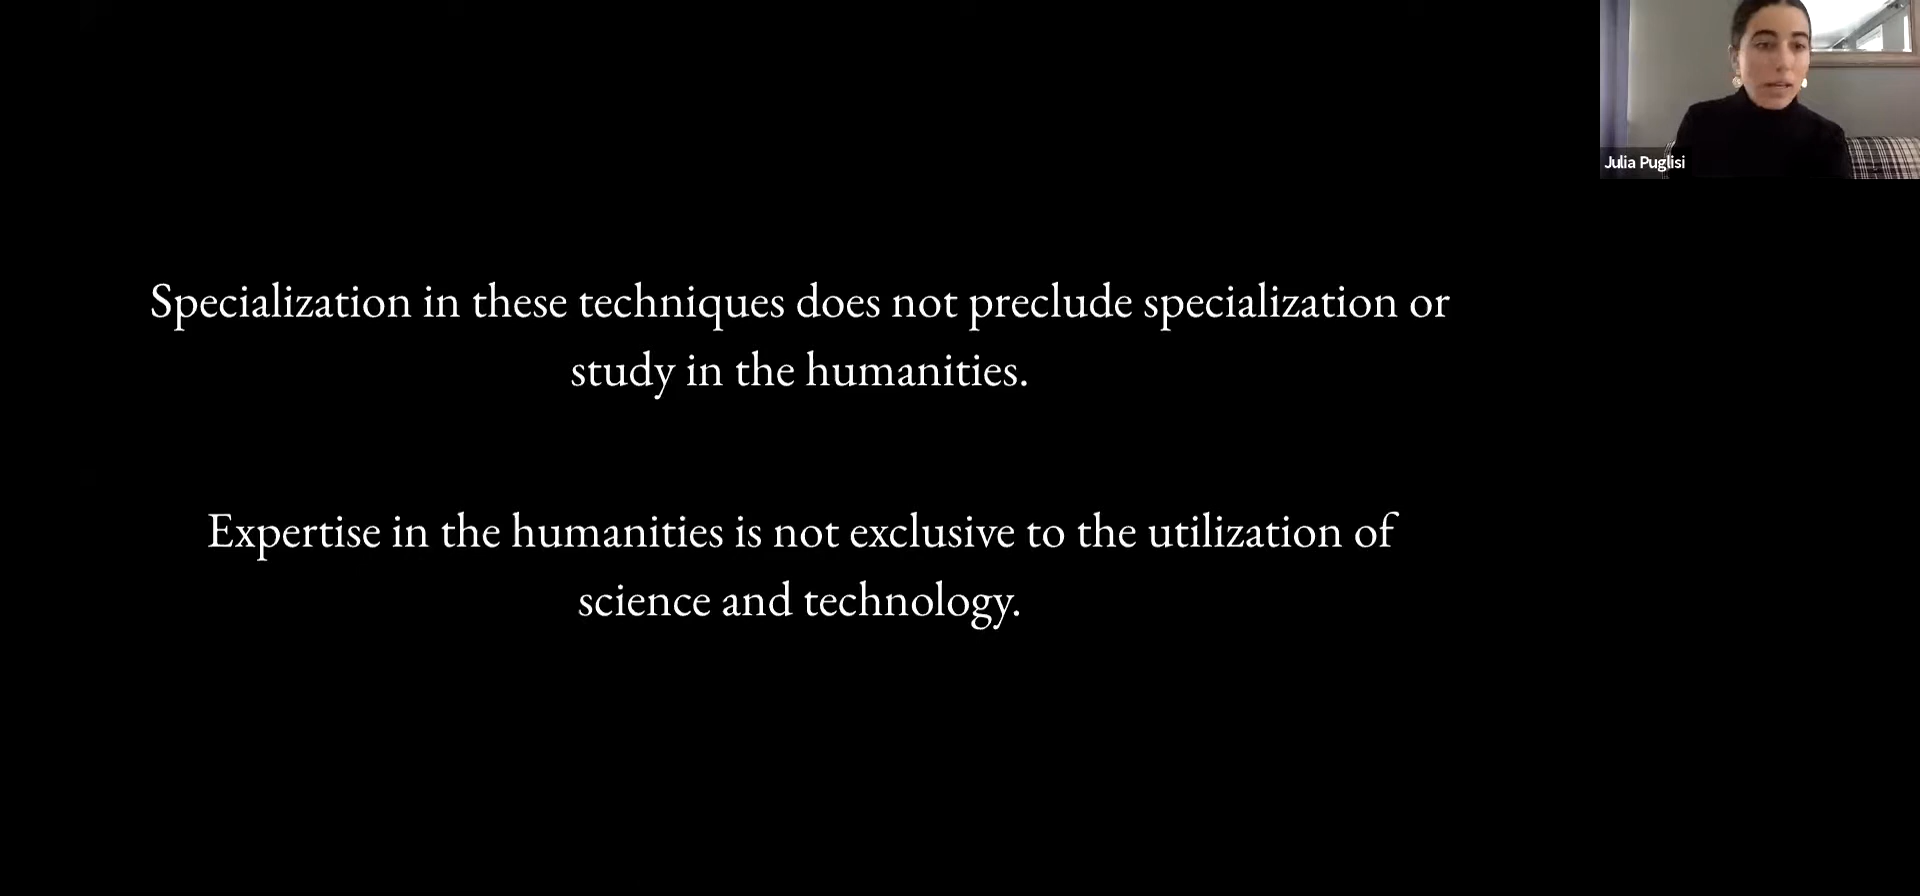 Specialization in these techniques does not preclude specialization or
study in the humanities.
Expertise in the humanities is not exclusive to the utilization of
science and technology.
Julia Puglisi